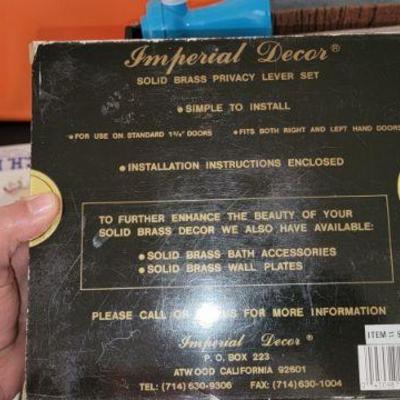 Imperial Decor®
SOLID BRASS PRIVACY LEVER SET
• SIMPLE TO INSTALL
• FOR USE ON STANDARD 1¾" DOORS • FITS BOTH RIGHT AND LEFT HAND DOORS
• INSTALLATION INSTRUCTIONS ENCLOSED
TO FURTHER ENHANCE THE BEAUTY OF YOUR
SOLID BRASS DECOR WE ALSO HAVE AVAILABLE:
• SOLID BRASS BATH ACCESSORIES
• SOLID BRASS WALL PLATES
PLEASE CALL OR US FOR MORE INFORMATION
Imperial Decor®
P. O. BOX 223
ATWOOD CALIFORNIA 92601
TEL: (714) 630-9306 FAX: (714) 630-1004
ITEM #